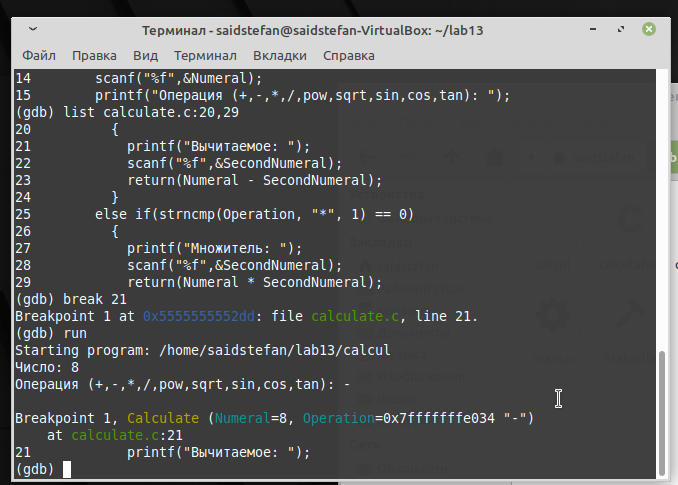 Терминал - saidstefan@saidstefan-VirtualBox: ~/lab13
Файл Правка Вид Терминал Вкладки Справка
14        scanf("%f",&Numeral);
15        printf("Операция (+,-,*,/,pow,sqrt,sin,cos,tan): ");
(gdb) list calculate.c:20,29
20          {
21            printf("Вычитаемое: ");
22            scanf("%f",&SecondNumeral);
23            return(Numeral - SecondNumeral);
24          }
25        else if(strncmp(Operation, "*", 1) == 0)
26          {
27            printf("Множитель: ");
28            scanf("%f",&SecondNumeral);
29            return(Numeral * SecondNumeral);
(gdb) break 21
Breakpoint 1 at 0x5555555552dd: file calculate.c, line 21.
(gdb) run
Starting program: /home/saidstefan/lab13/calcul
Число: 8
Операция (+,-,*,/,pow,sqrt,sin,cos,tan): -
Breakpoint 1, Calculate (Numeral=8, Operation=0x7fffffffe034 "-")
    at calculate.c:21
21            printf("Вычитаемое: ");
(gdb)